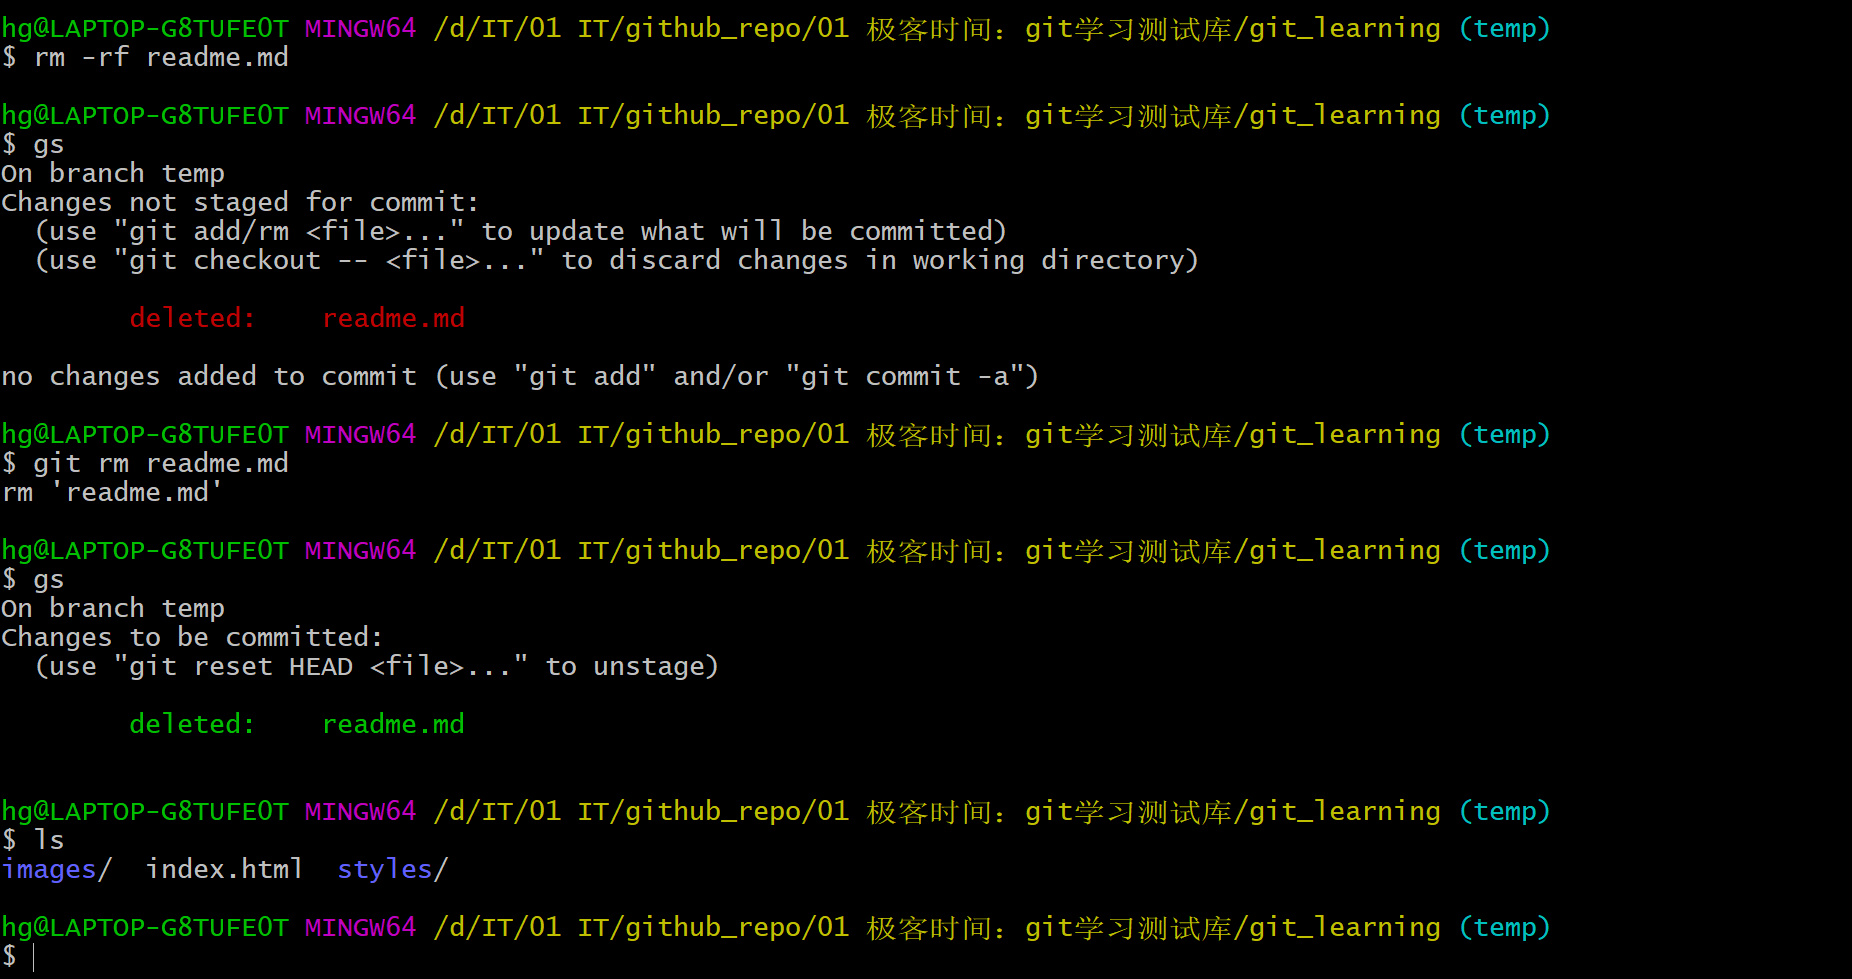 hg@LAPTOP-G8TUFE0T MINGW64 /d/IT/01 IT/github_repo/01 极客时间：git学习测试库/git_learning (temp)
$ rm -rf readme.md
hg@LAPTOP-G8TUFE0T MINGW64 /d/IT/01 IT/github_repo/01 极客时间：git学习测试库/git_learning (temp)
$ gs
On branch temp
Changes not staged for commit:
  (use "git add/rm <file>..." to update what will be committed)
  (use "git checkout -- <file>..." to discard changes in working directory)
        deleted:    readme.md
no changes added to commit (use "git add" and/or "git commit -a")
hg@LAPTOP-G8TUFE0T MINGW64 /d/IT/01 IT/github_repo/01 极客时间：git学习测试库/git_learning (temp)
$ git rm readme.md
rm 'readme.md'
hg@LAPTOP-G8TUFE0T MINGW64 /d/IT/01 IT/github_repo/01 极客时间：git学习测试库/git_learning (temp)
$ gs
On branch temp
Changes to be committed:
  (use "git reset HEAD <file>..." to unstage)
        deleted:    readme.md
hg@LAPTOP-G8TUFE0T MINGW64 /d/IT/01 IT/github_repo/01 极客时间：git学习测试库/git_learning (temp)
$ ls
images/  index.html  styles/
hg@LAPTOP-G8TUFE0T MINGW64 /d/IT/01 IT/github_repo/01 极客时间：git学习测试库/git_learning (temp)
$